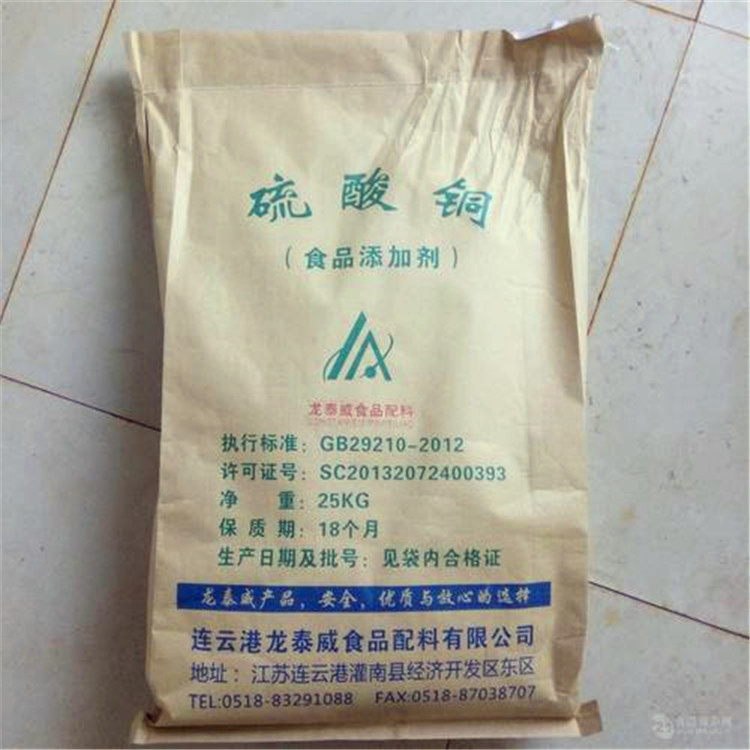 硫酸铜
（食品添加剂）
龙泰威食品配料
执行标准：GB29210-2012
许可证号：SC20132072400393
净 重：25KG
保质期：18个月
生产日期及批号：见袋内合格证
龙泰威产品，安全，优质与放心的选择
连云港龙泰威食品配料有限公司
地址：江苏连云港灌南县经济开发区东区
TEL:0518-83291088 FAX:0518-87038707